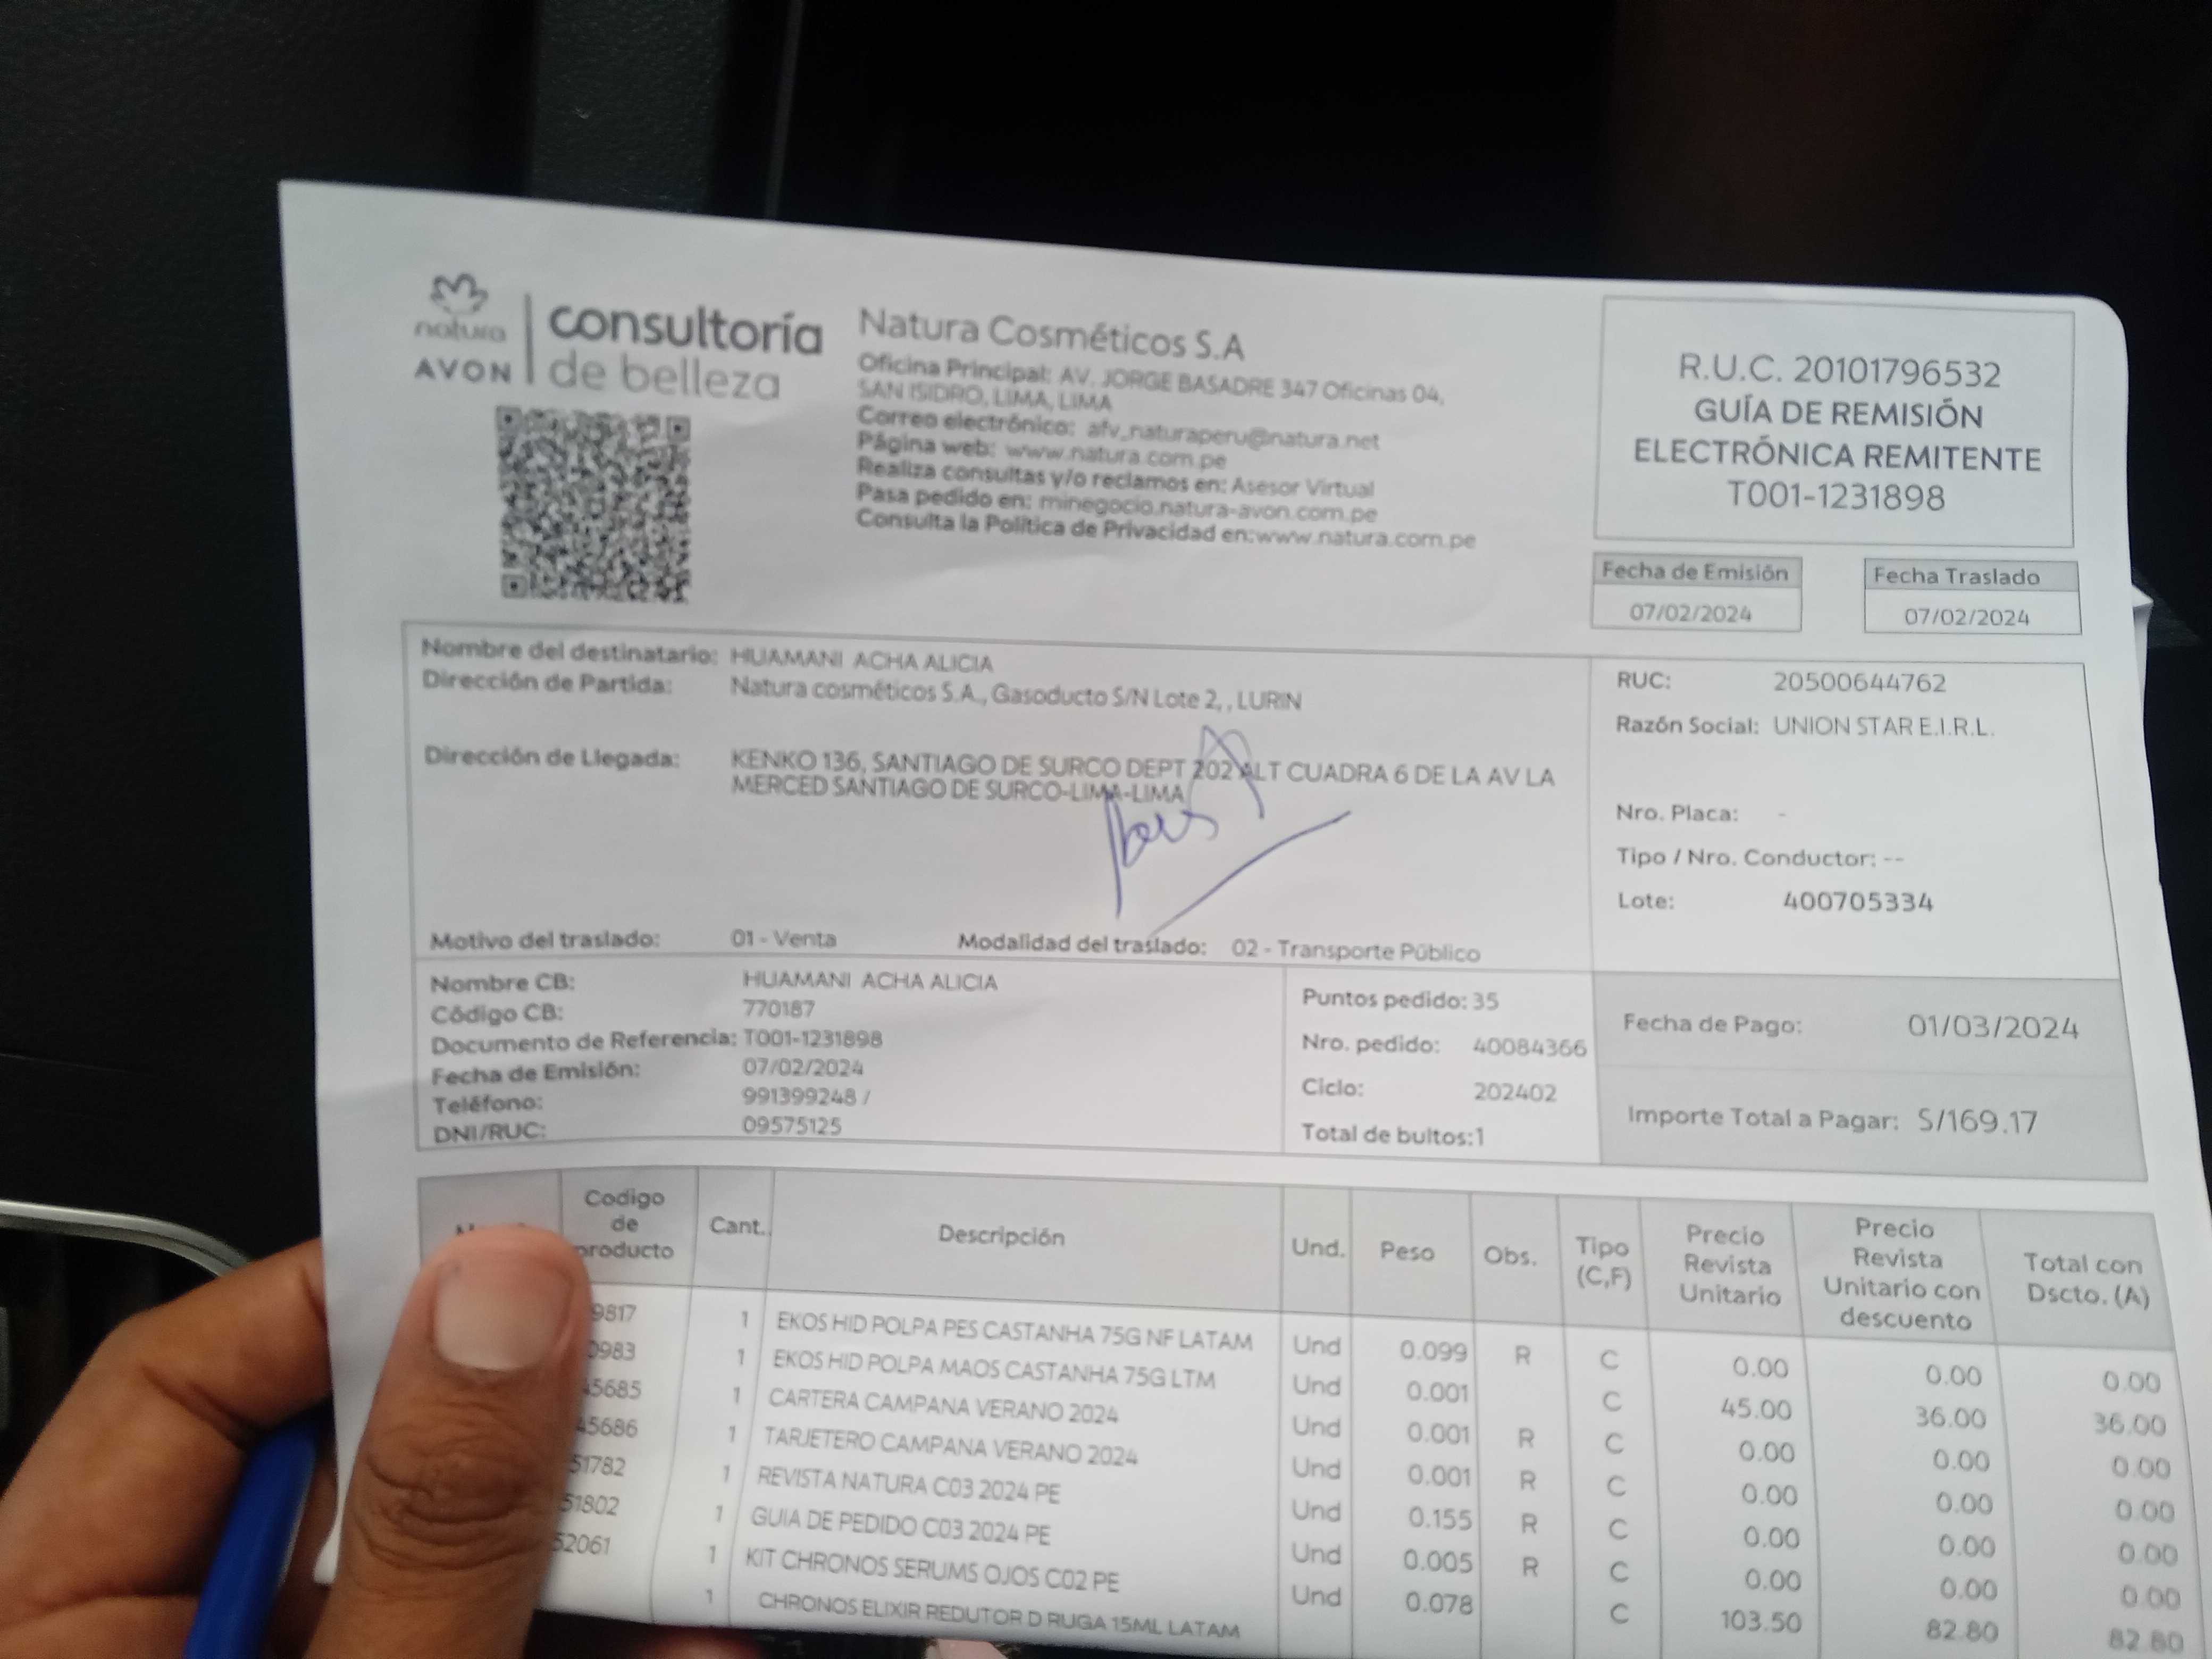 natura
AVON
consultoría
de belleza
Natura Cosméticos S.A
Oficina Principal: AV. JORGE BASADRE 347 Oficinas 04,
SAN ISIDRO, LIMA, LIMA
Correo electrónico: afv_naturaperu@natura.net
Página web: www.natura.com.pe
Realiza consultas y/o reclamos en: Asesor Virtual
Pasa pedido en: minegocio.natura-avon.com.pe
Consulta la Política de Privacidad en:www.natura.com.pe
R.U.C. 20101796532
GUÍA DE REMISIÓN
ELECTRÓNICA REMITENTE
T001-1231898
Fecha de Emisión
07/02/2024
Fecha Traslado
07/02/2024
Nombre del destinatario: HUAMANI ACHA ALICIA
Dirección de Partida: Natura cosméticos S.A., Gasoducto S/N Lote 2, , LURIN
Dirección de Llegada: KENKO 136, SANTIAGO DE SURCO DEPT 202 ALT CUADRA 6 DE LA AV LA
MERCED SANTIAGO DE SURCO-LIMA-LIMA
Motivo del traslado: 01 - Venta Modalidad del traslado: 02 - Transporte Público
RUC: 20500644762
Razón Social: UNION STAR E.I.R.L.
Nro. Placa: -
Tipo / Nro. Conductor: --
Lote: 400705334
Nombre CB: HUAMANI ACHA ALICIA
Código CB: 770187
Documento de Referencia: T001-1231898
Fecha de Emisión: 07/02/2024
Teléfono: 991399248 /
DNI/RUC: 09575125
Puntos pedido: 35
Nro. pedido: 40084366
Ciclo: 202402
Total de bultos:1
Fecha de Pago: 01/03/2024
Importe Total a Pagar: S/169.17
Codigo de producto Cant. Descripción Und. Peso Obs. Tipo (C,F) Precio Revista Unitario Precio Revista Unitario con descuento Total con Dscto. (A)
9817 1 EKOS HID POLPA PES CASTANHA 75G NF LATAM Und 0.099 R C 0.00 0.00 0.00
0983 1 EKOS HID POLPA MAOS CASTANHA 75G LTM Und 0.001 C 45.00 36.00 36.00
45685 1 CARTERA CAMPANA VERANO 2024 Und 0.001 R C 0.00 0.00 0.00
45686 1 TARJETERO CAMPANA VERANO 2024 Und 0.001 R C 0.00 0.00 0.00
51782 1 REVISTA NATURA C03 2024 PE Und 0.155 R C 0.00 0.00 0.00
51802 1 GUIA DE PEDIDO C03 2024 PE Und 0.005 R C 0.00 0.00 0.00
52061 1 KIT CHRONOS SERUMS OJOS C02 PE Und 0.078 C 103.50 82.80 82.80
1 CHRONOS ELIXIR REDUTOR D RUGA 15ML LATAM